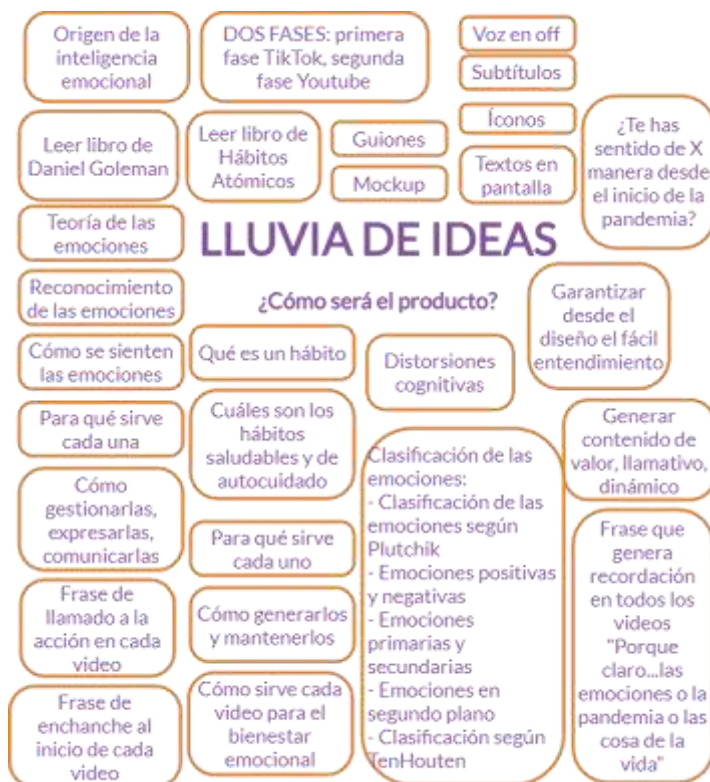 Origen de la
inteligencia
emocional
DOS FASES: primera
fase TikTok, segunda
fase Youtube
Voz en off
Subtítulos
Íconos
Textos en
pantalla
¿Te has
sentido de X
manera desde
el inicio de la
pandemia?
Leer libro de
Daniel Goleman
Leer libro de
Hábitos
Atómicos
Guiones
Mockup
Teoría de las
emociones
LLUVIA DE IDEAS
¿Cómo será el producto?
Reconocimiento
de las emociones
Garantizar
desde el
diseño el fácil
entendimiento
Cómo se sienten
las emociones
Qué es un hábito
Distorsiones
cognitivas
Para qué sirve
cada una
Cuáles son los
hábitos
saludables y de
autocuidado
Generar
contenido de
valor, llamativo,
dinámico
Clasificación de las
emociones:
- Clasificación de las
emociones según
Plutchik
- Emociones positivas
y negativas
- Emociones
primarias y
secundarias
- Emociones en
segundo plano
- Clasificación según
TenHouten
Cómo
gestionarlas,
expresarlas,
comunicarlas
Para qué sirve
cada uno
Frase que
genera
recordación
en todos los
videos
"Porque
claro...las
emociones o la
pandemia o las
cosa de la
vida"
Frase de
llamado a la
acción en cada
video
Cómo generarlos
y mantenerlos
Frase de
enchanche al
inicio de cada
video
Cómo sirve cada
video para el
bienestar
emocional